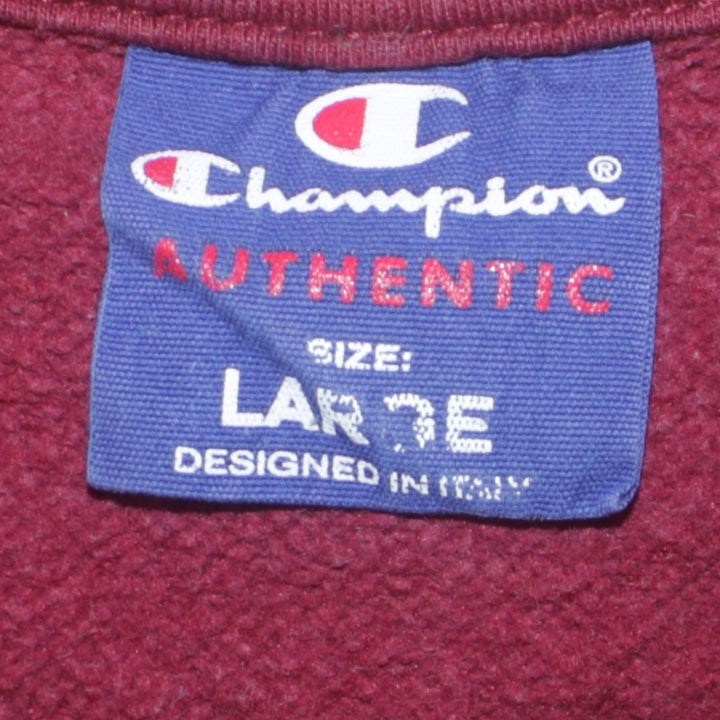 Champion®
AUTHENTIC
SIZE:
LARGE
DESIGNED IN ITALY